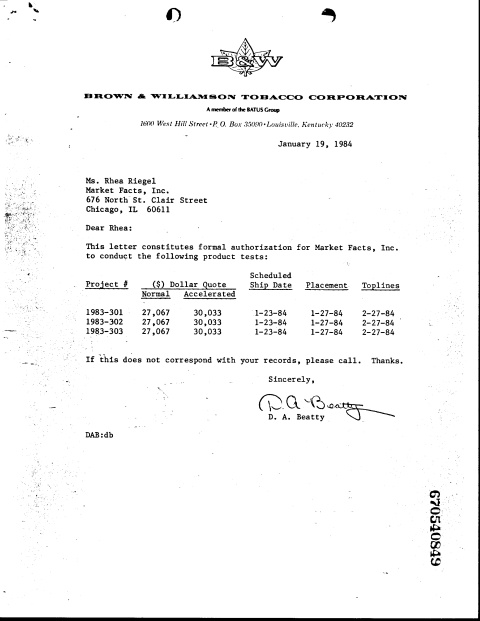 B&W
BROWN & WILLIAMSON TOBACCO CORPORATION
A member of the BATUS Group
1600 West Hill Street • P. O. Box 35090 • Louisville, Kentucky 40232
January 19, 1984
Ms. Rhea Riegel
Market Facts, Inc.
676 North St. Clair Street
Chicago, IL 60611
Dear Rhea:
This letter constitutes formal authorization for Market Facts, Inc.
to conduct the following product tests:
Scheduled
Project # ($) Dollar Quote Ship Date Placement Toplines
Normal Accelerated
1983-301 27,067 30,033 1-23-84 1-27-84 2-27-84
1983-302 27,067 30,033 1-23-84 1-27-84 2-27-84
1983-303 27,067 30,033 1-23-84 1-27-84 2-27-84
If this does not correspond with your records, please call. Thanks.
Sincerely,
D. A. Beatty
D. A. Beatty
DAB:db
670540849